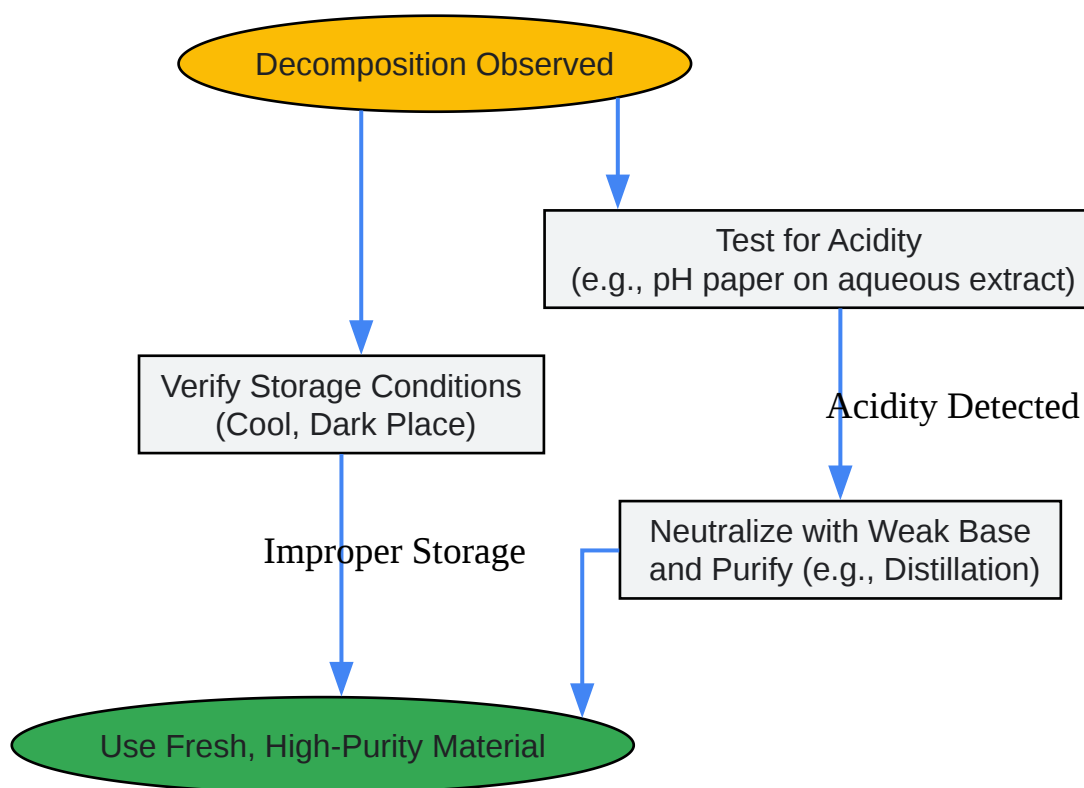 Decomposition Observed
Test for Acidity
(e.g., pH paper on aqueous extract)
Verify Storage Conditions
(Cool, Dark Place)
Acidity Detected
Neutralize with Weak Base
and Purify (e.g., Distillation)
Improper Storage
Use Fresh, High-Purity Material